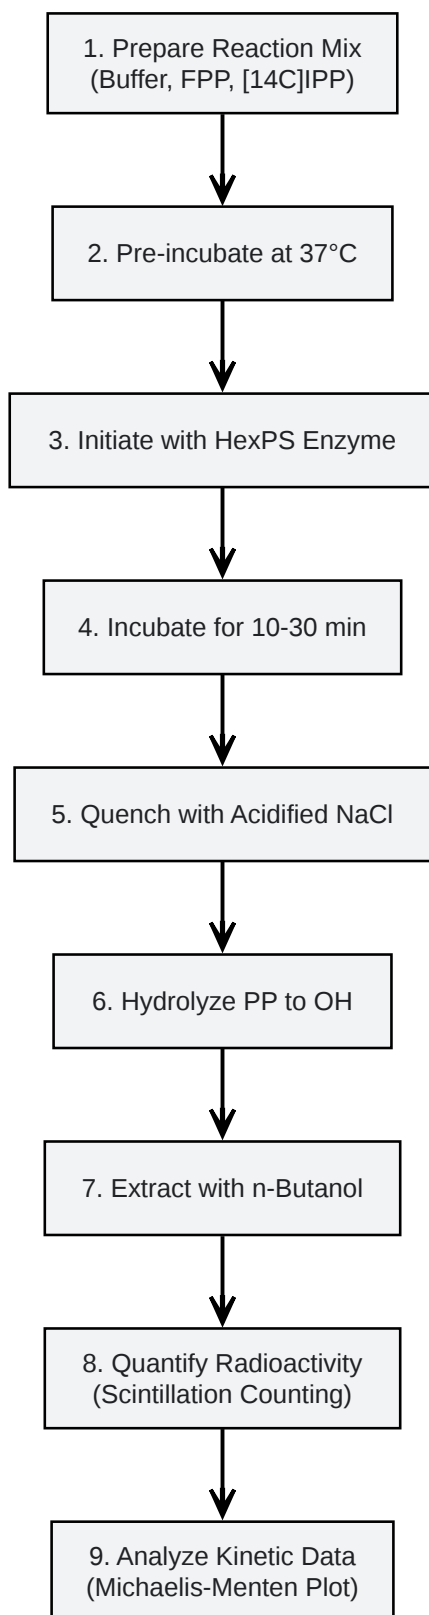 1. Prepare Reaction Mix
(Buffer, FPP, [14C]IPP)
2. Pre-incubate at 37°C
3. Initiate with HexPS Enzyme
4. Incubate for 10-30 min
5. Quench with Acidified NaCl
6. Hydrolyze PP to OH
7. Extract with n-Butanol
8. Quantify Radioactivity
(Scintillation Counting)
9. Analyze Kinetic Data
(Michaelis-Menten Plot)